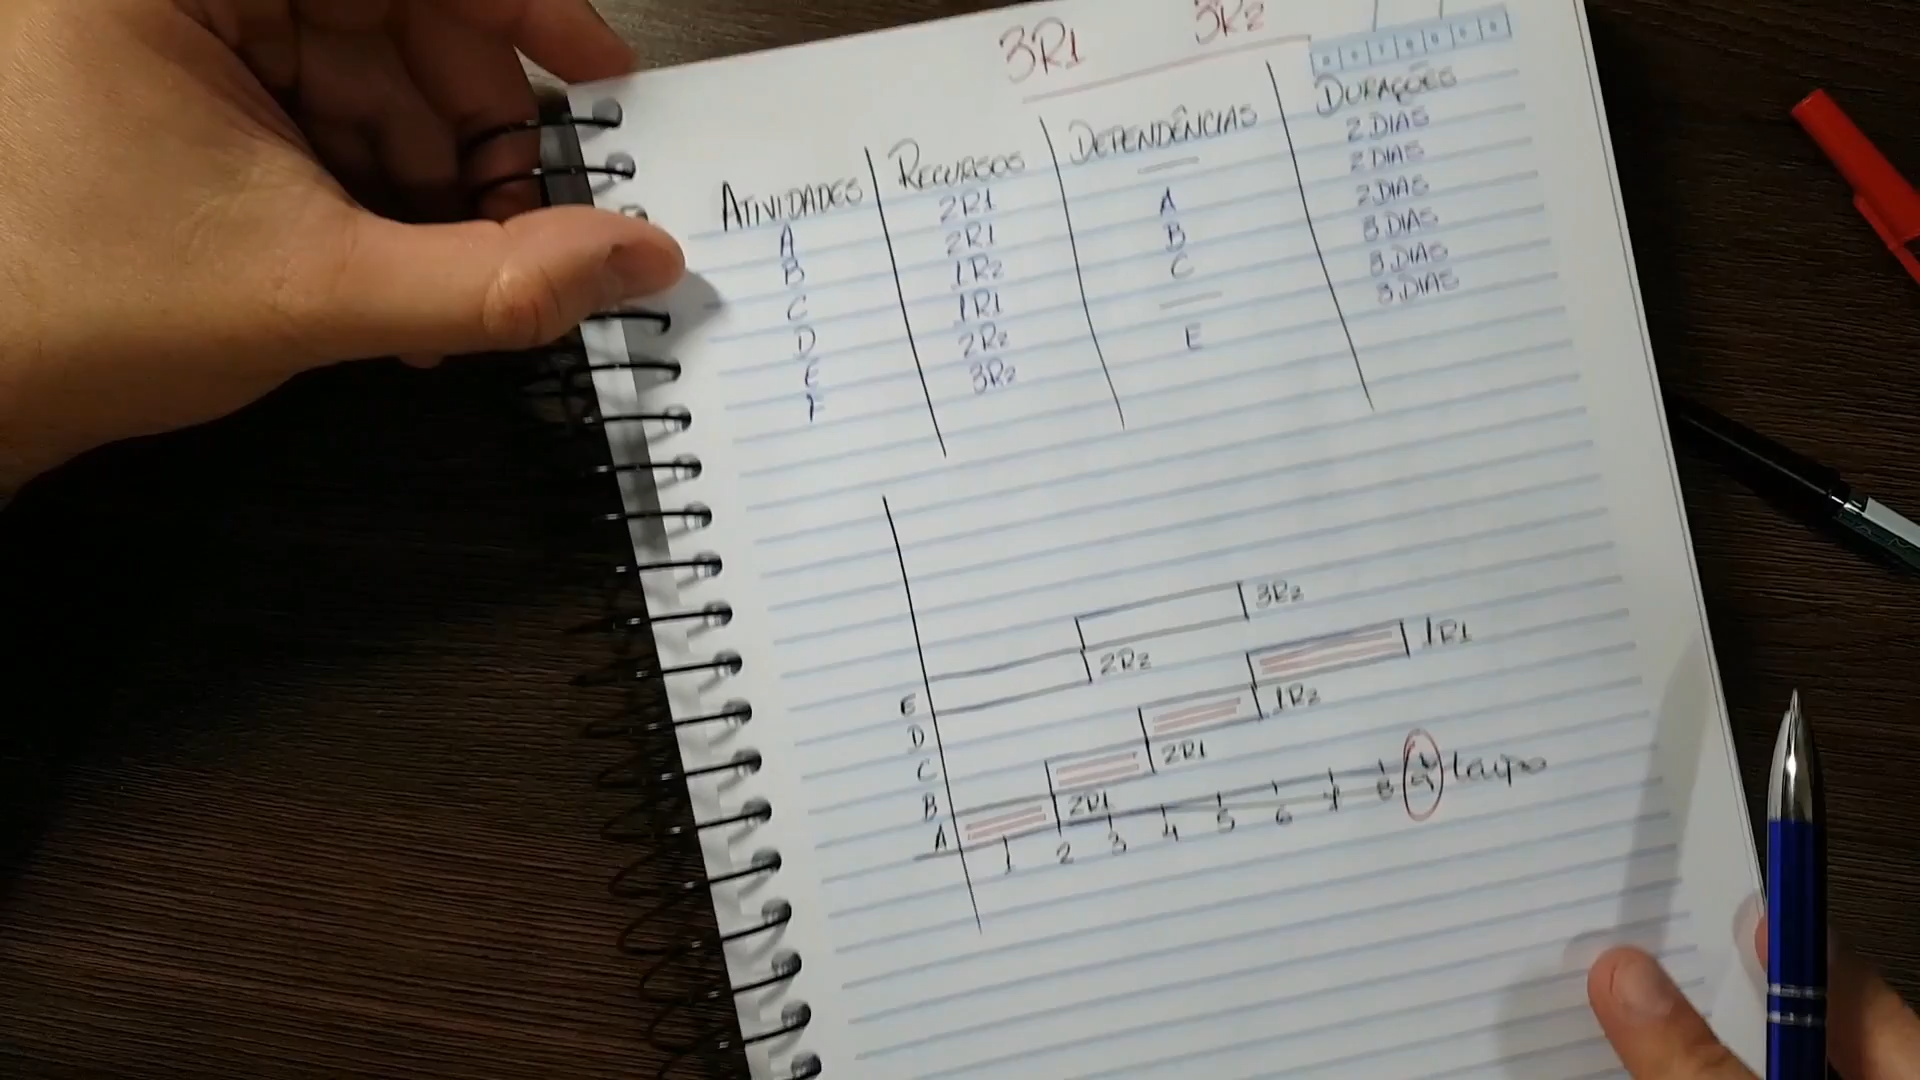 3R1 3R2
ATIVIDADES RECURSOS DEPENDÊNCIAS DURAÇÕES
A 2R1 — 2 DIAS
B 2R1 A 2 DIAS
C 1R2 B 2 DIAS
D 1R1 C 3 DIAS
E 2R2 — 3 DIAS
F 3R2 E 3 DIAS
3R2
1R1
E 2R2
D 1R2
C 2R1
B 2R1
A
1 2 3 4 5 6 7 8 9 tempo